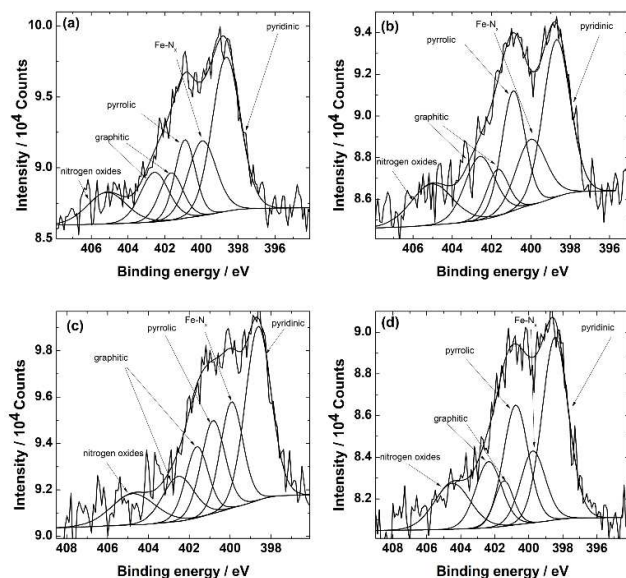 (a)
Fe-Nx
pyridinic
pyrrolic
graphitic
nitrogen oxides
10.0
9.5
9.0
8.5
406 404 402 400 398 396
Binding energy / eV
Intensity / 10⁴ Counts
(b)
Fe-Nx
pyrrolic
pyridinic
graphitic
nitrogen oxides
9.4
9.2
9.0
8.8
8.6
406 404 402 400 398 396
Binding energy / eV
Intensity / 10⁴ Counts
(c)
Fe-Nx
pyrrolic
pyridinic
graphitic
nitrogen oxides
9.8
9.6
9.4
9.2
9.0
408 406 404 402 400 398 396
Binding energy / eV
Intensity / 10⁴ Counts
(d)
Fe-Nx
pyridinic
pyrrolic
graphitic
nitrogen oxides
9.0
8.8
8.6
8.4
8.2
408 406 404 402 400 398 396
Binding energy / eV
Intensity / 10⁴ Counts